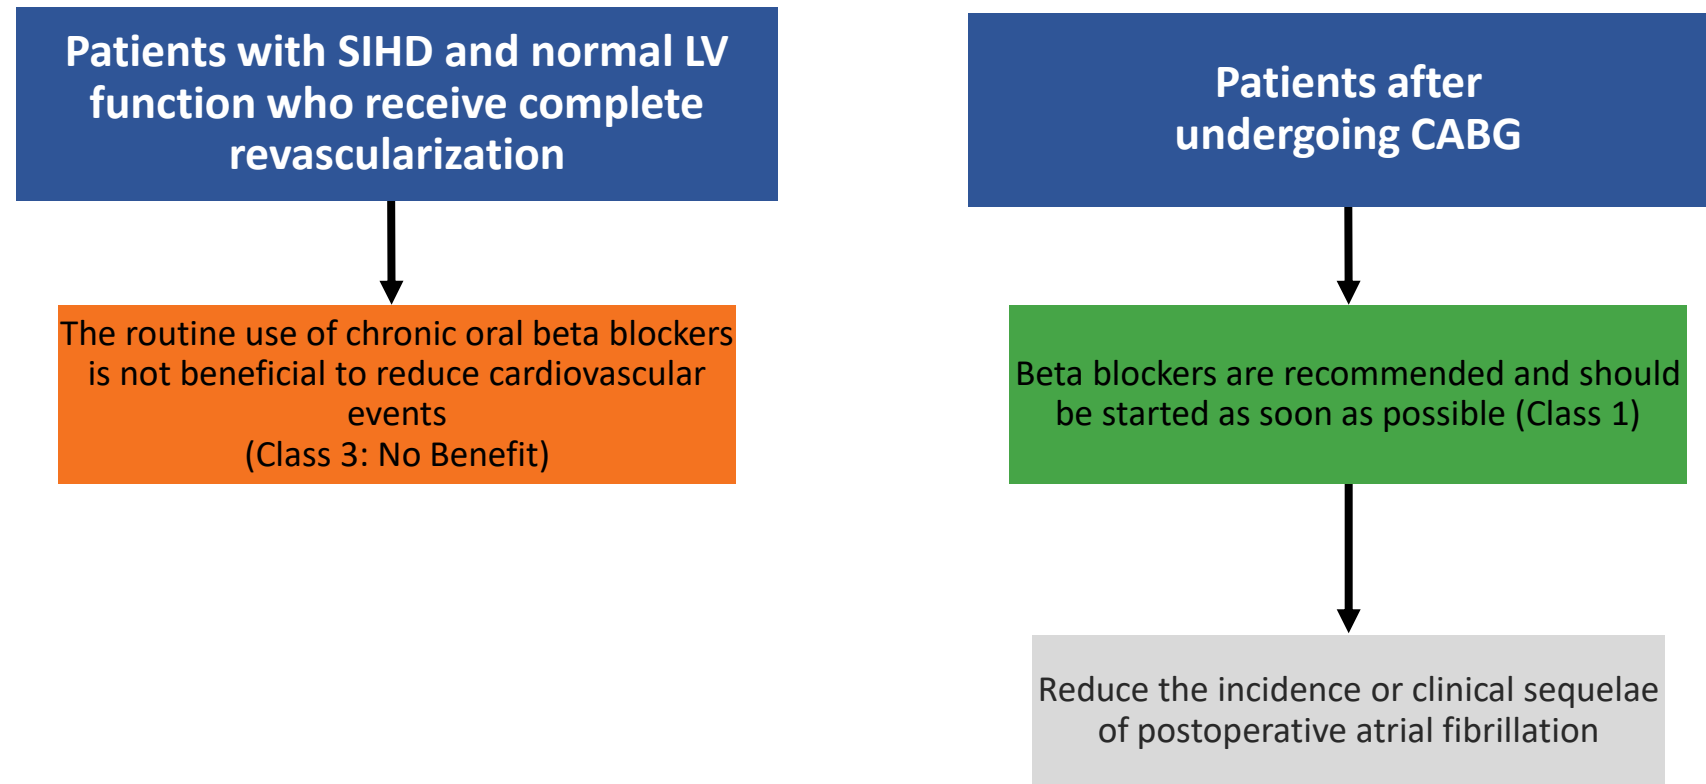 Patients with SIHD and normal LV
function who receive complete
revascularization
The routine use of chronic oral beta blockers
is not beneficial to reduce cardiovascular
events
(Class 3: No Benefit)
Patients after
undergoing CABG
Beta blockers are recommended and should
be started as soon as possible (Class 1)
Reduce the incidence or clinical sequelae
of postoperative atrial fibrillation